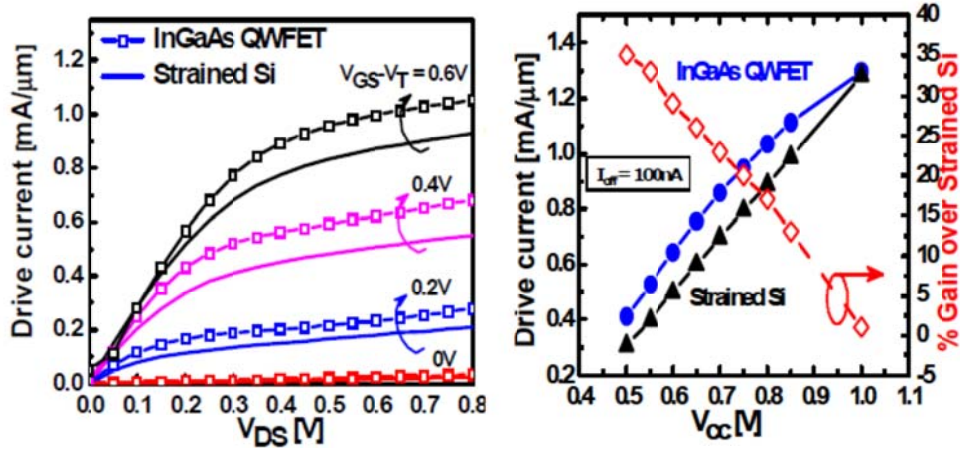 InGaAs QWFET
Strained Si
V_GS-V_T = 0.6V
0.4V
0.2V
0V
Drive current [mA/μm]
1.2
1.0
0.8
0.6
0.4
0.2
0.0
0.0 0.1 0.2 0.3 0.4 0.5 0.6 0.7 0.8
V_DS [V]
Drive current [mA/μm]
1.4
1.2
1.0
0.8
0.6
0.4
0.2
InGaAs QWFET
I_off = 100nA
Strained Si
0.4 0.5 0.6 0.7 0.8 0.9 1.0 1.1
V_CC [V]
40
35
30
25
20
15
10
5
0
-5
% Gain over Strained Si